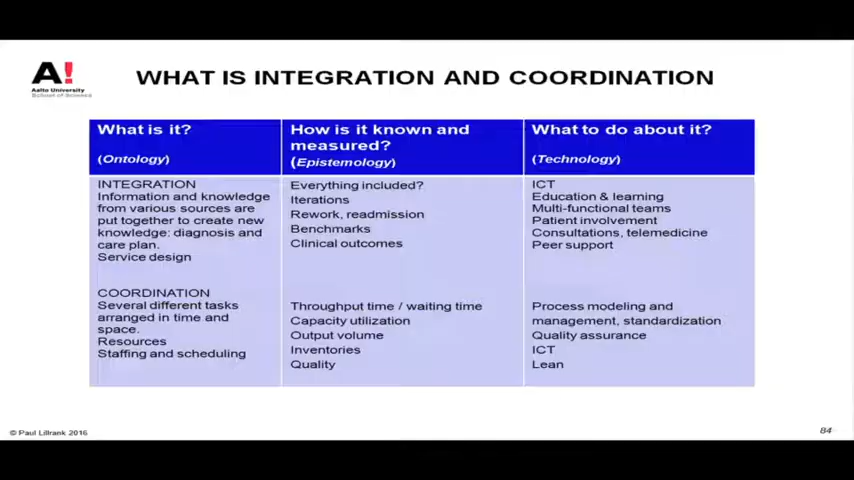 A!
Aalto University
School of Science
WHAT IS INTEGRATION AND COORDINATION
What is it?
(Ontology)
How is it known and
measured?
(Epistemology)
What to do about it?
(Technology)
INTEGRATION
Information and knowledge
from various sources are
put together to create new
knowledge: diagnosis and
care plan.
Service design
Everything included?
Iterations
Rework, readmission
Benchmarks
Clinical outcomes
ICT
Education & learning
Multi-functional teams
Patient involvement
Consultations, telemedicine
Peer support
COORDINATION
Several different tasks
arranged in time and
space.
Resources
Staffing and scheduling
Throughput time / waiting time
Capacity utilization
Output volume
Inventories
Quality
Process modeling and
management, standardization
Quality assurance
ICT
Lean
© Paul Lillrank 2016
84